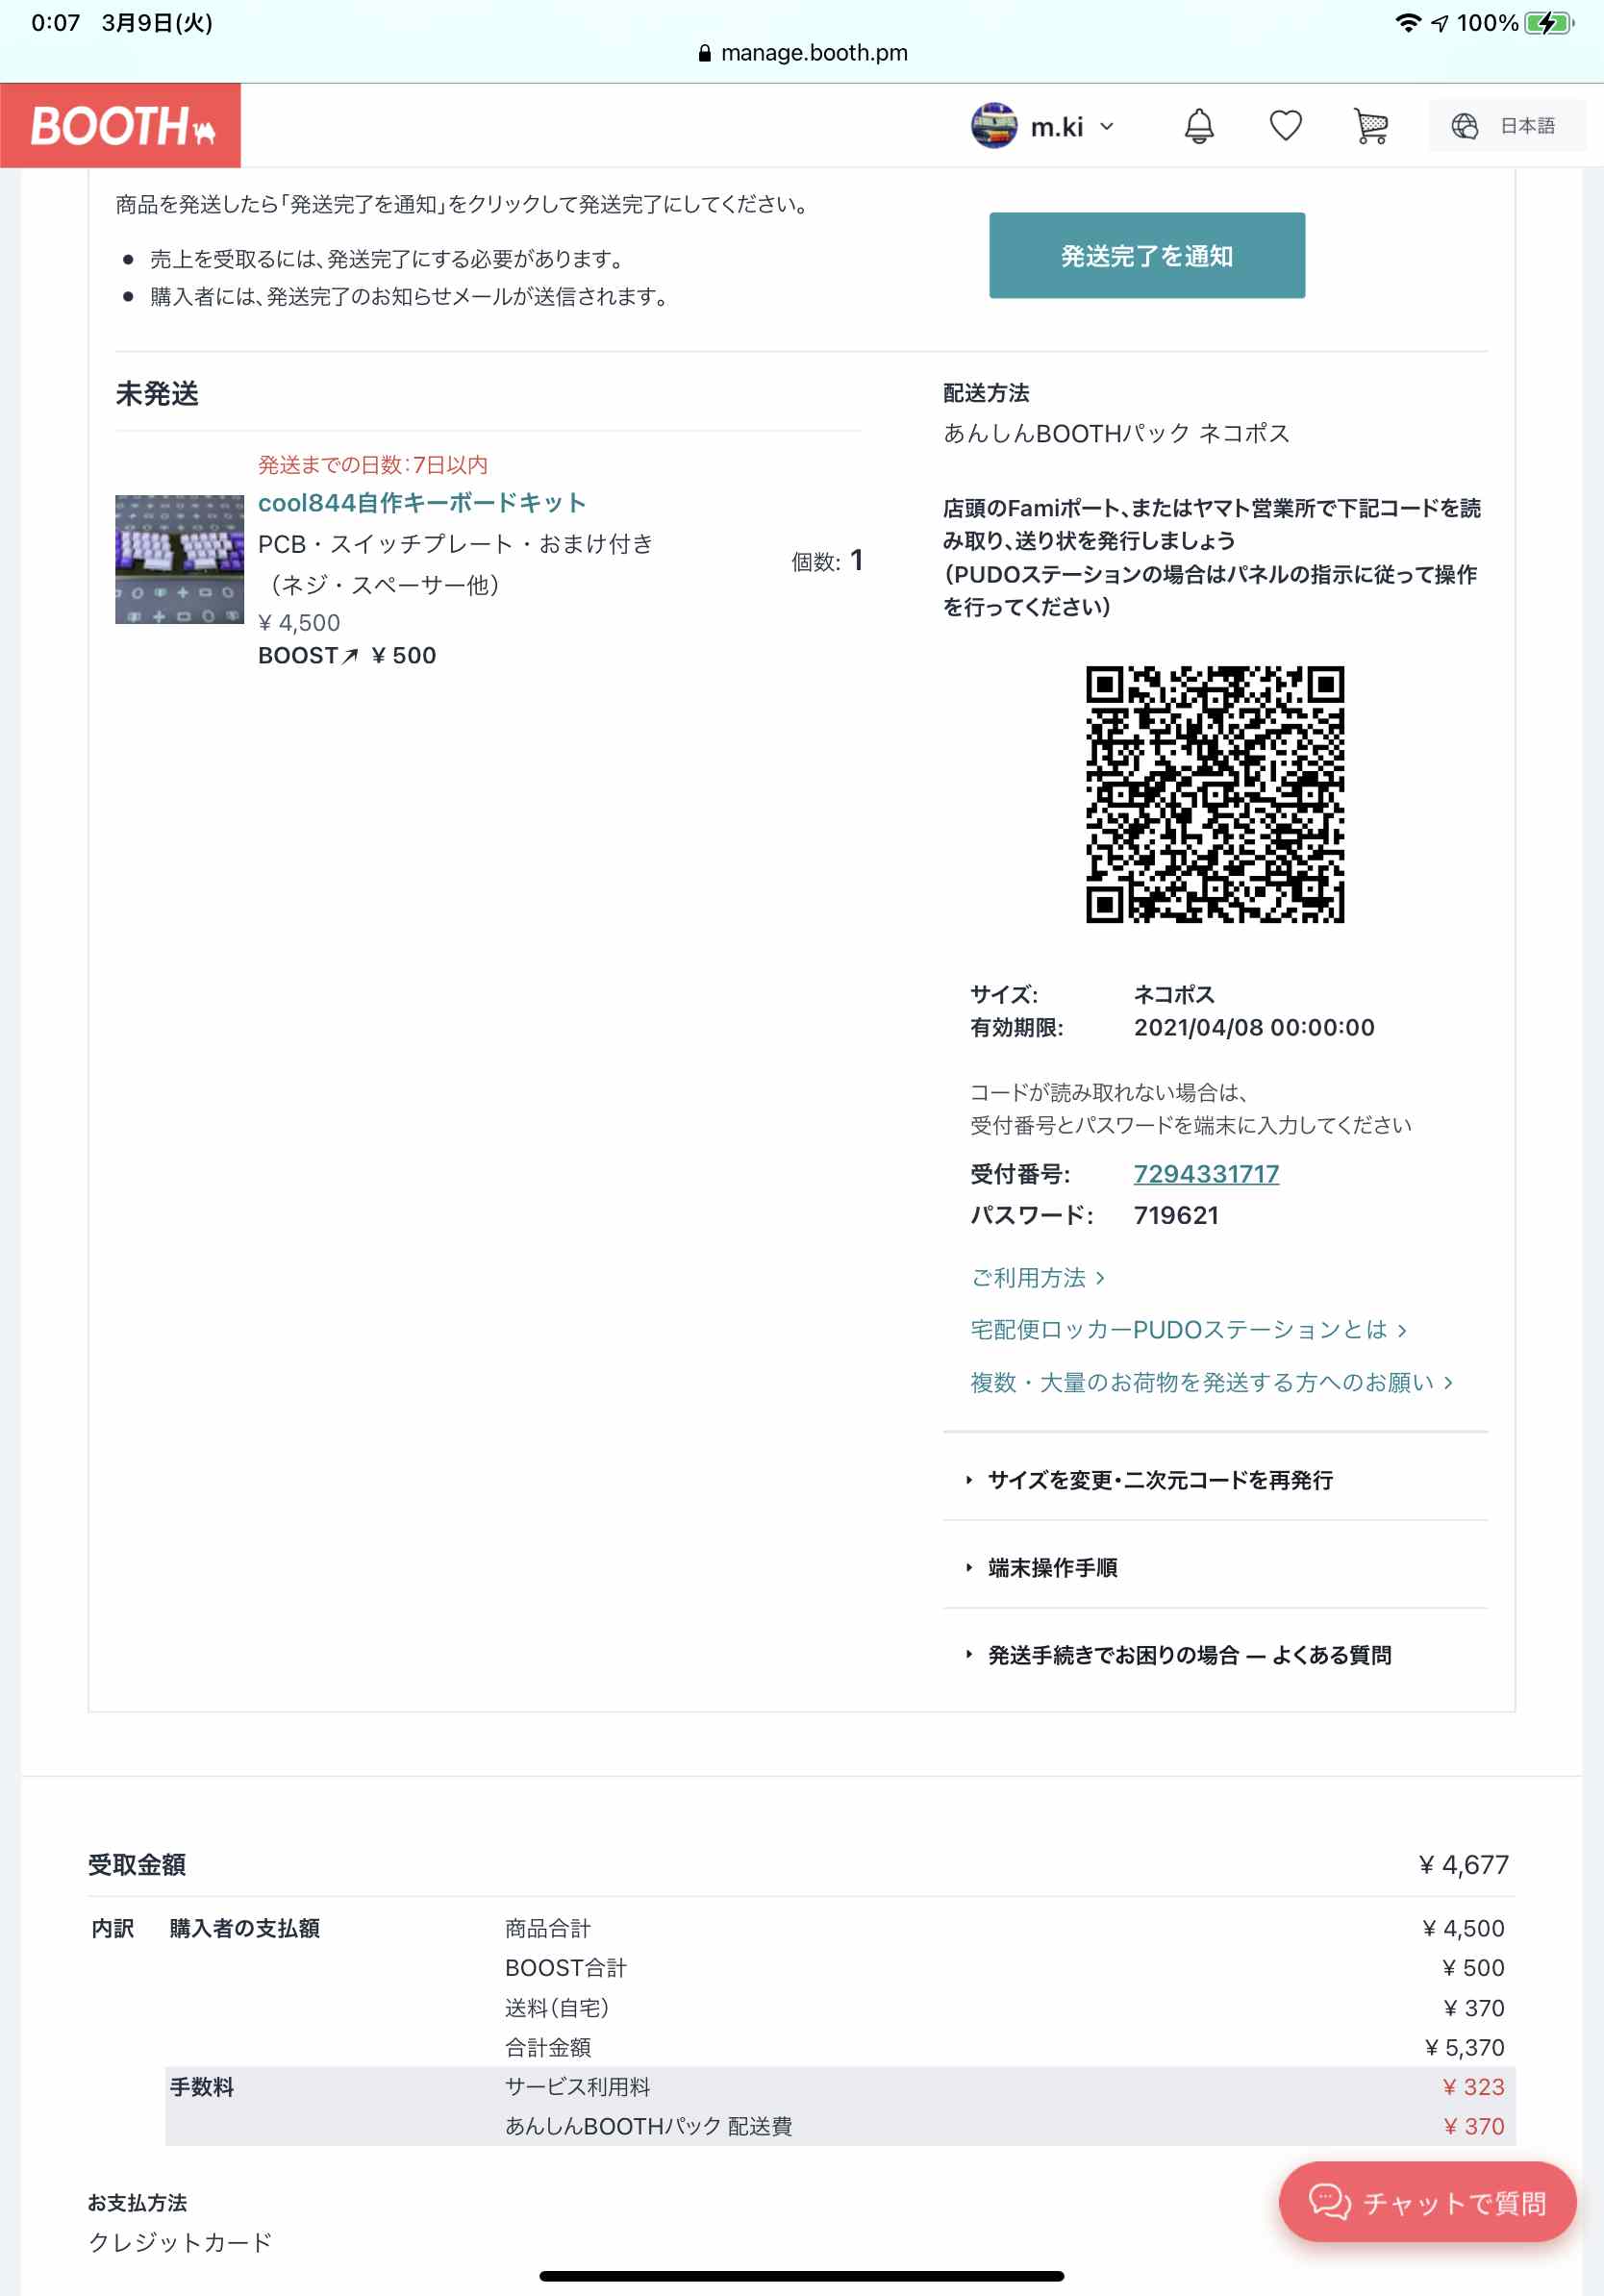 0:07 3月9日(火)
100%
manage.booth.pm
BOOTH
m.ki
日本語
商品を発送したら「発送完了を通知」をクリックして発送完了にしてください。
● 売上を受取るには、発送完了にする必要があります。
● 購入者には、発送完了のお知らせメールが送信されます。
発送完了を通知
未発送
発送までの日数：7日以内
cool844自作キーボードキット
PCB・スイッチプレート・おまけ付き
（ネジ・スペーサー他）
¥ 4,500
BOOST↗ ¥ 500
個数: 1
配送方法
あんしんBOOTHパック ネコポス
店頭のFamiポート、またはヤマト営業所で下記コードを読
み取り、送り状を発行しましょう
（PUDOステーションの場合はパネルの指示に従って操作
を行ってください）
サイズ: ネコポス
有効期限: 2021/04/08 00:00:00
コードが読み取れない場合は、
受付番号とパスワードを端末に入力してください
受付番号: 7294331717
パスワード: 719621
ご利用方法 ›
宅配便ロッカーPUDOステーションとは ›
複数・大量のお荷物を発送する方へのお願い ›
サイズを変更・二次元コードを再発行
端末操作手順
発送手続きでお困りの場合 — よくある質問
受取金額 ¥ 4,677
内訳 購入者の支払額 商品合計 ¥ 4,500
BOOST合計 ¥ 500
送料（自宅） ¥ 370
合計金額 ¥ 5,370
手数料 サービス利用料 ¥ 323
あんしんBOOTHパック 配送費 ¥ 370
お支払方法
クレジットカード
チャットで質問